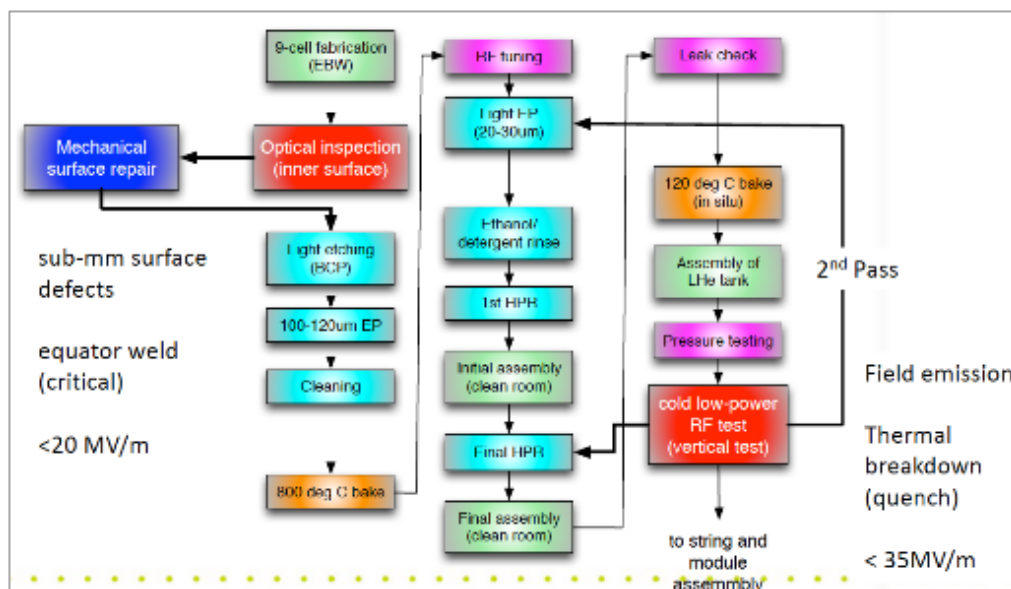 9-cell fabrication
(EBW)
Optical inspection
(inner surface)
Mechanical
surface repair
Light etching
(BCP)
100-120um EP
Cleaning
800 deg C bake
sub-mm surface
defects
equator weld
(critical)
<20 MV/m
RF tuning
Light EP
(20-30um)
Ethanol/
detergent rinse
1st HPR
Initial assembly
(clean room)
Final HPR
Final assembly
(clean room)
Leak check
120 deg C bake
(in situ)
Assembly of
LHe tank
Pressure testing
cold low-power
RF test
(vertical test)
to string and
module
assemmbly
2nd Pass
Field emission
Thermal
breakdown
(quench)
< 35MV/m